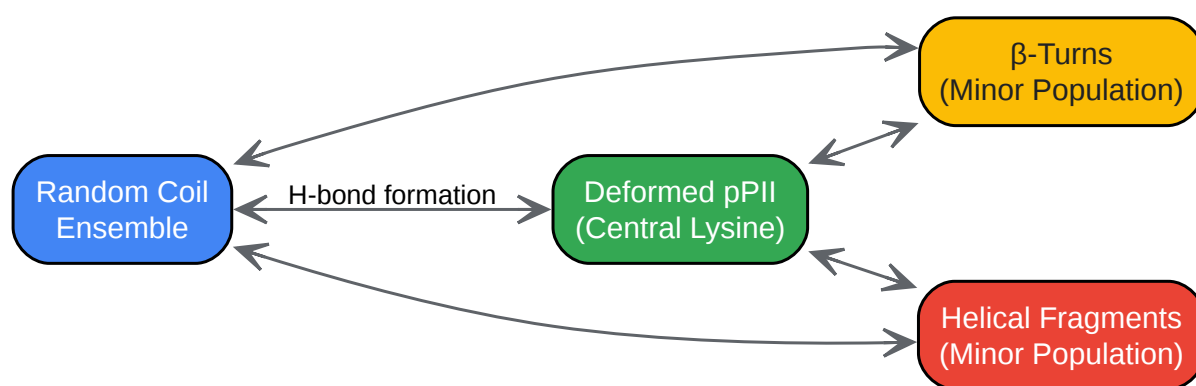 β-Turns
(Minor Population)
Random Coil
Ensemble
H-bond formation
Deformed pPII
(Central Lysine)
Helical Fragments
(Minor Population)